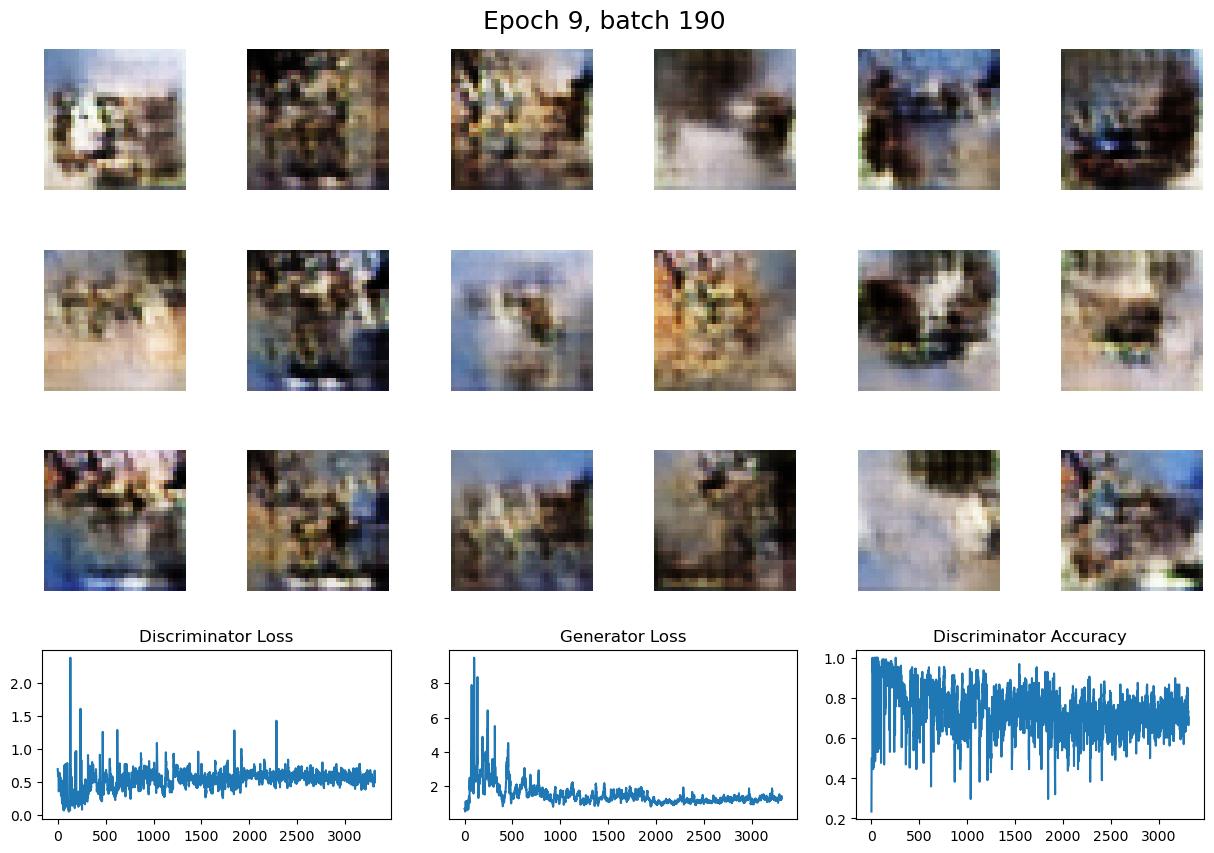 Epoch 9, batch 190
Discriminator Loss
Generator Loss
Discriminator Accuracy
2.0
1.5
1.0
0.5
0.0
0 500 1000 1500 2000 2500 3000
8
6
4
2
0 500 1000 1500 2000 2500 3000
1.0
0.8
0.6
0.4
0.2
0 500 1000 1500 2000 2500 3000